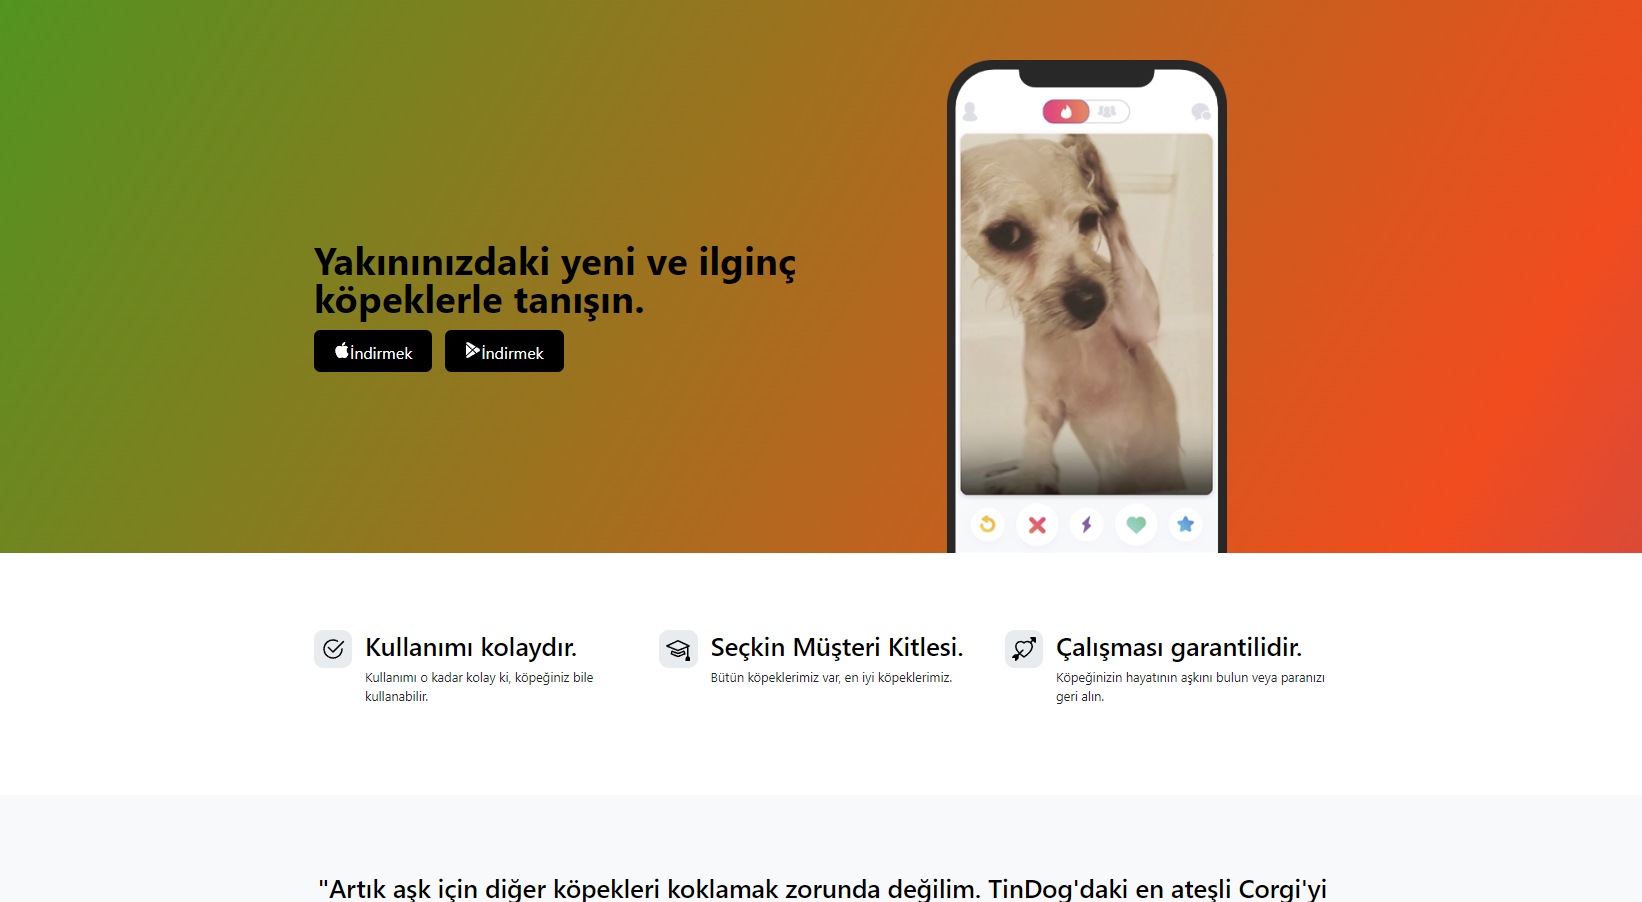 Yakınınızdaki yeni ve ilginç
köpeklerle tanışın.
İndirmek
İndirmek
Kullanımı kolaydır.
Kullanımı o kadar kolay ki, köpeğiniz bile
kullanabilir.
Seçkin Müşteri Kitlesi.
Bütün köpeklerimiz var, en iyi köpeklerimiz.
Çalışması garantilidir.
Köpeğinizin hayatının aşkını bulun veya paranızı
geri alın.
"Artık aşk için diğer köpekleri koklamak zorunda değilim. TinDog'daki en ateşli Corgi'yi